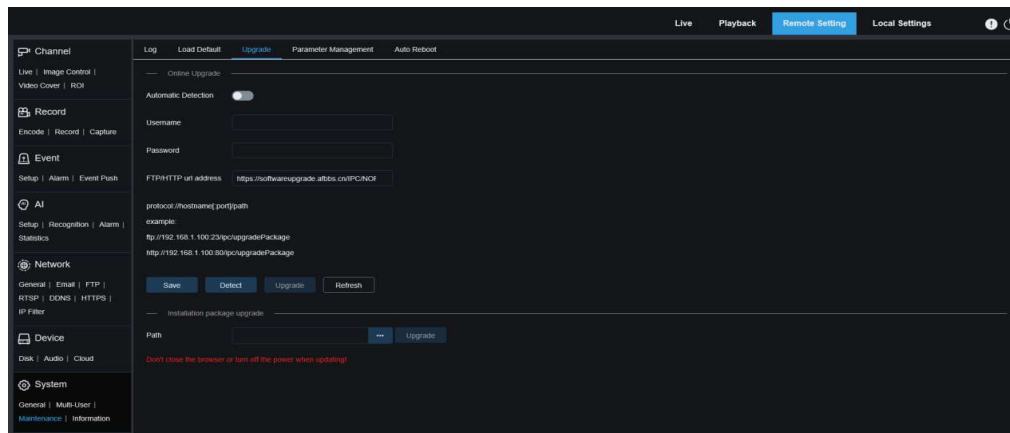 Live Playback Remote Setting Local Settings
Channel
Live | Image Control |
Video Cover | ROI
Record
Encode | Record | Capture
Event
Setup | Alarm | Event Push
AI
Setup | Recognition | Alarm |
Statistics
Network
General | Email | FTP |
RTSP | DDNS | HTTPS |
IP Filter
Device
Disk | Audio | Cloud
System
General | Multi-User |
Maintenance | Information
Log Load Default Upgrade Parameter Management Auto Reboot
Online Upgrade
Automatic Detection
Username
Password
FTP/HTTP url address https://softwareupgrade.afbbs.cn/IPC/NOI
protocol://hostname[:port]/path
example:
ftp://192.168.1.100:23/ipc/upgradePackage
http://192.168.1.100:80/ipc/upgradePackage
Save Detect Upgrade Refresh
Installation package upgrade
Path ... Upgrade
Don't close the browser or turn off the power when updating!